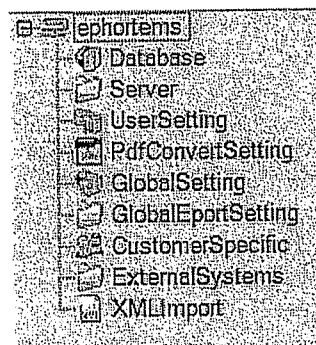 ephortems
Database
Server
UserSetting
PdfConvertSetting
GlobalSetting
GlobalEportSetting
CustomerSpecific
ExternalSystems
XMLImport